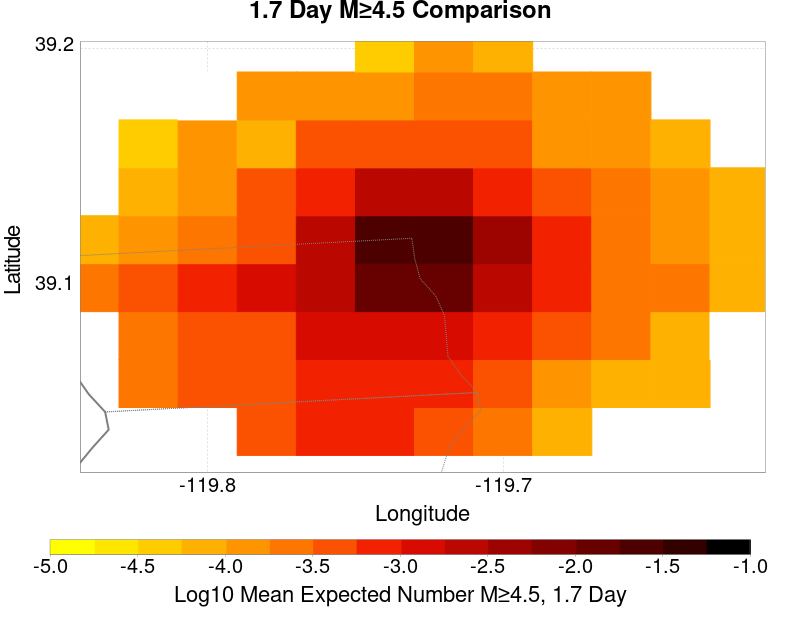 1.7 Day M≥4.5 Comparison
39.2
39.1
Latitude
-119.8 -119.7
Longitude
-5.0 -4.5 -4.0 -3.5 -3.0 -2.5 -2.0 -1.5 -1.0
Log10 Mean Expected Number M≥4.5, 1.7 Day